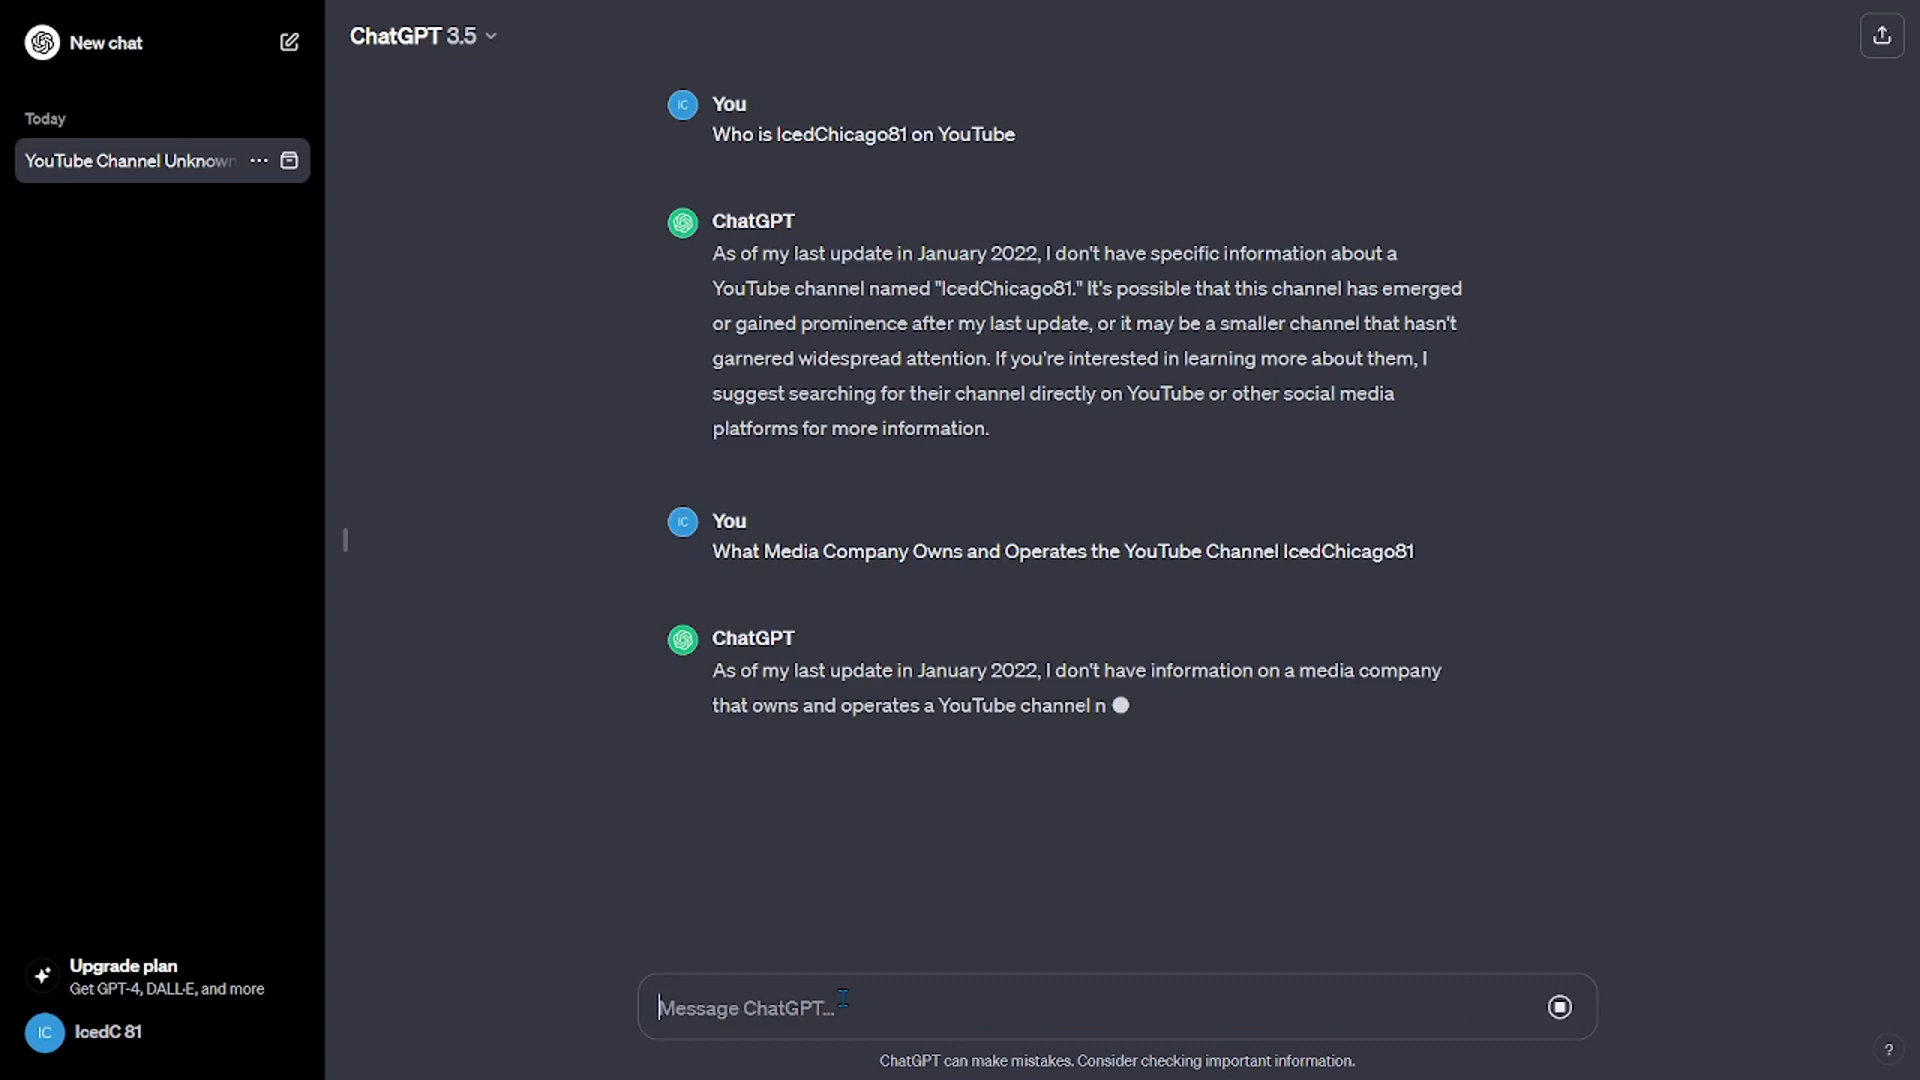 New chat
Today
YouTube Channel Unknown
Upgrade plan
Get GPT-4, DALL·E, and more
IC
IcedC 81
ChatGPT 3.5
IC
You
Who is IcedChicago81 on YouTube
ChatGPT
As of my last update in January 2022, I don't have specific information about a
YouTube channel named "IcedChicago81." It's possible that this channel has emerged
or gained prominence after my last update, or it may be a smaller channel that hasn't
garnered widespread attention. If you're interested in learning more about them, I
suggest searching for their channel directly on YouTube or other social media
platforms for more information.
IC
You
What Media Company Owns and Operates the YouTube Channel IcedChicago81
ChatGPT
As of my last update in January 2022, I don't have information on a media company
that owns and operates a YouTube channel n
Message ChatGPT...
ChatGPT can make mistakes. Consider checking important information.
?